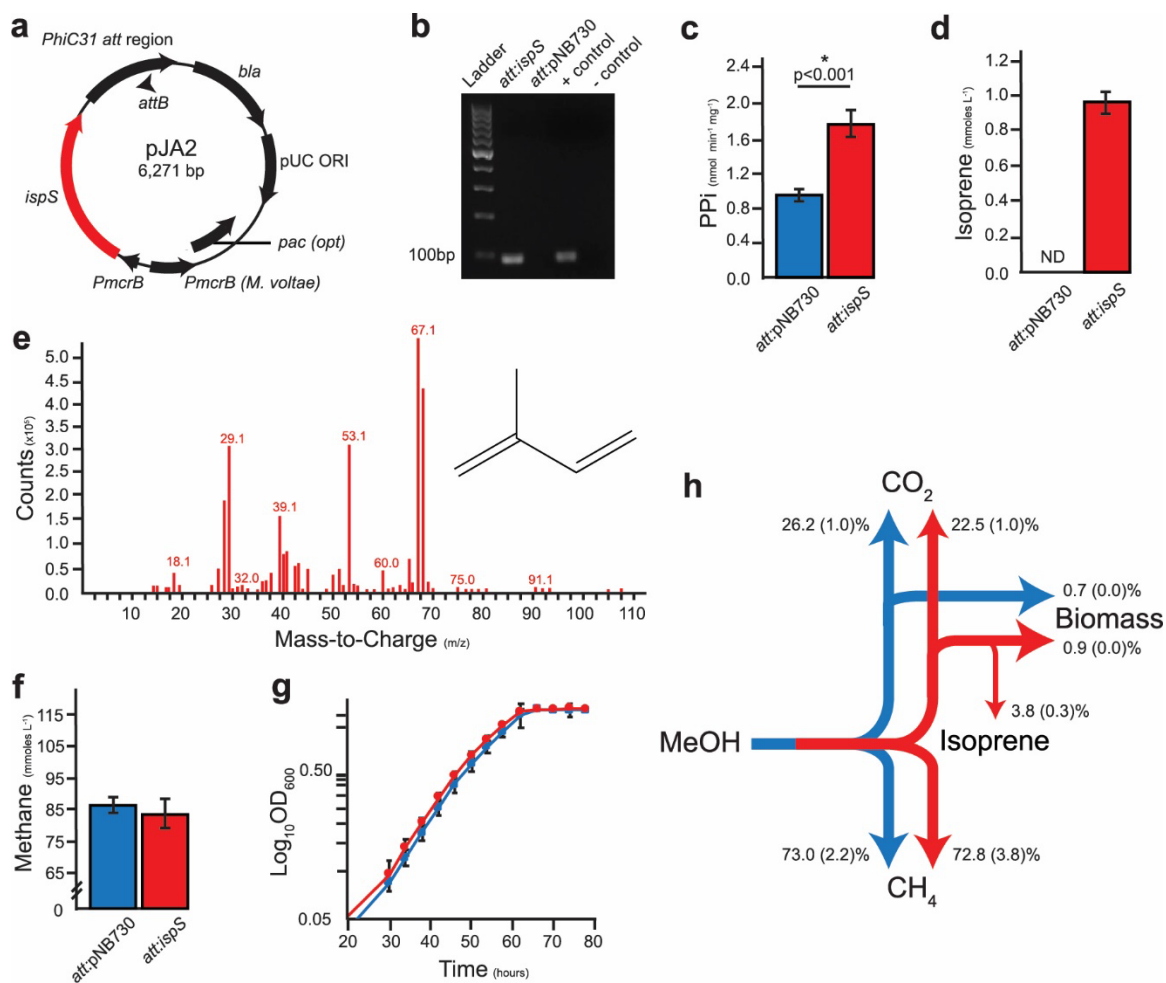 a
PhiC31 att region
bla
attB
pJA2
6,271 bp
pUC ORI
ispS
pac (opt)
PmcrB
PmcrB (M. voltae)
b
Ladder
att:ispS
att:pNB730
+ control
- control
100bp
c
PPi (nmol min⁻¹ mg⁻¹)
2.4
2.0
1.6
1.2
0.8
0.4
0.0
*
p<0.001
att:pNB730
att:ispS
d
Isoprene (mmoles L⁻¹)
1.2
1.0
0.8
0.6
0.4
0.2
0.0
ND
att:pNB730
att:ispS
e
Counts (x10⁵)
5.0
4.5
4.0
3.5
3.0
2.5
2.0
1.5
1.0
0.5
0.0
18.1
29.1
32.0
39.1
53.1
60.0
67.1
75.0
91.1
10 20 30 40 50 60 70 80 90 100 110
Mass-to-Charge (m/z)
f
Methane (mmoles L⁻¹)
115
105
95
85
75
65
0
att:pNB730
att:ispS
g
Log₁₀OD₆₀₀
0.50
0.05
20 30 40 50 60 70 80
Time (hours)
h
CO₂
26.2 (1.0)%
22.5 (1.0)%
0.7 (0.0)%
Biomass
0.9 (0.0)%
3.8 (0.3)%
Isoprene
MeOH
73.0 (2.2)%
72.8 (3.8)%
CH₄